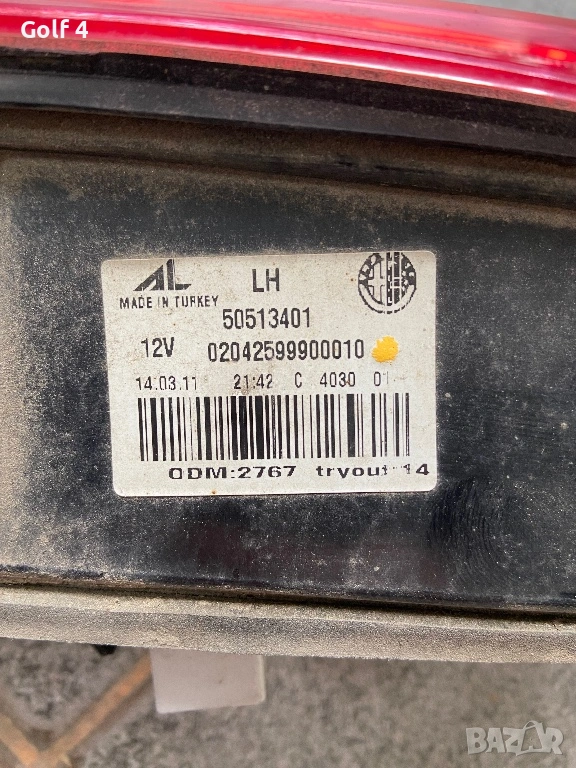 Golf 4
AL
LH
MADE IN TURKEY
50513401
12V 02042599900010
14.03.11 21:42 C 4030 01
ODM:2767 tryout 14
BAZAR